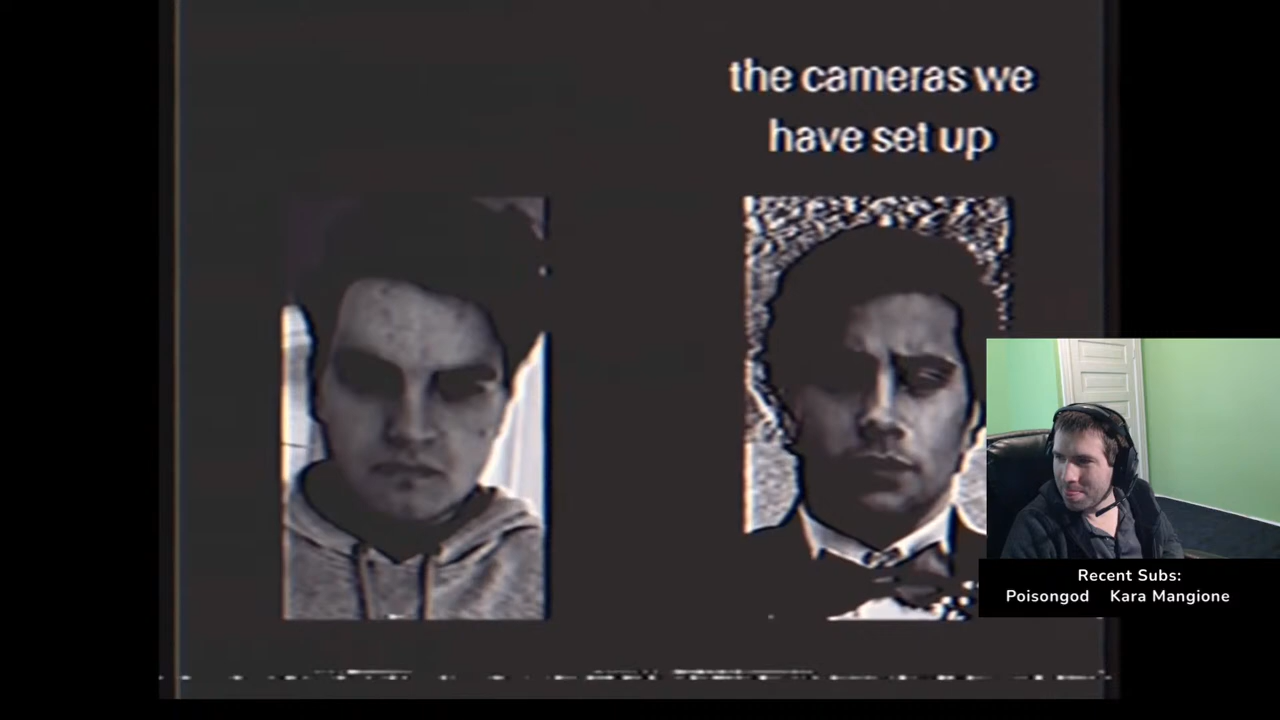 the cameras we
have set up
Recent Subs:
Poisongod    Kara Mangione